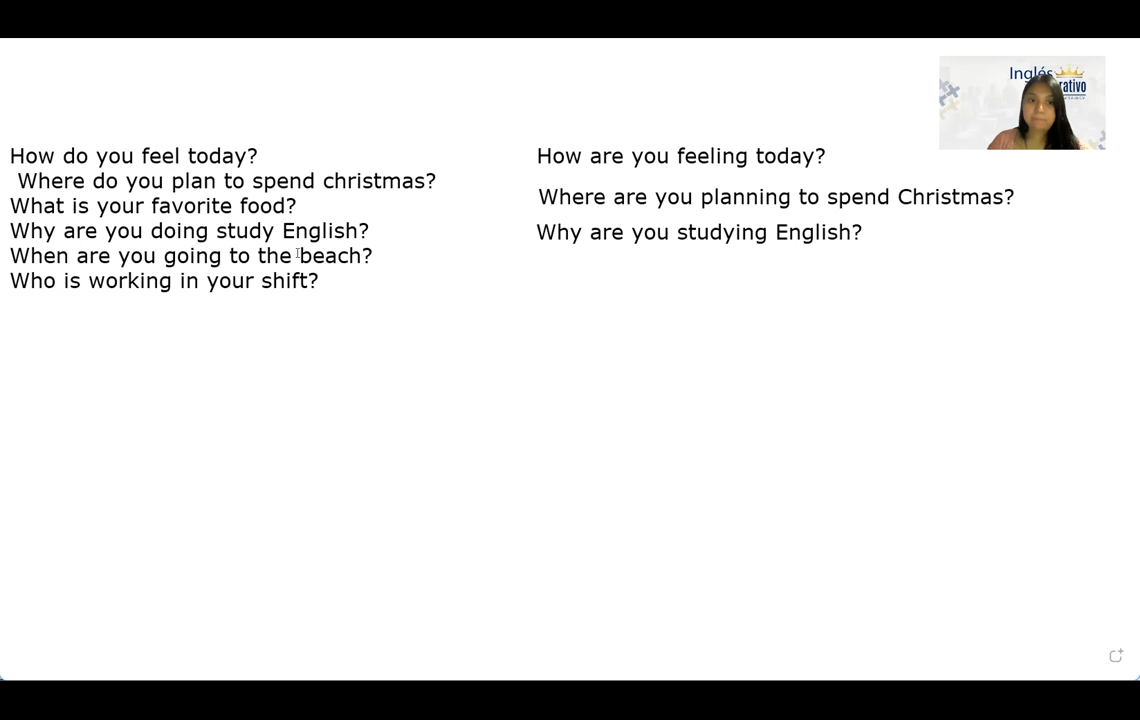 How do you feel today?
Where do you plan to spend christmas?
What is your favorite food?
Why are you doing study English?
When are you going to the beach?
Who is working in your shift?
How are you feeling today?
Where are you planning to spend Christmas?
Why are you studying English?
Inglés
rativo